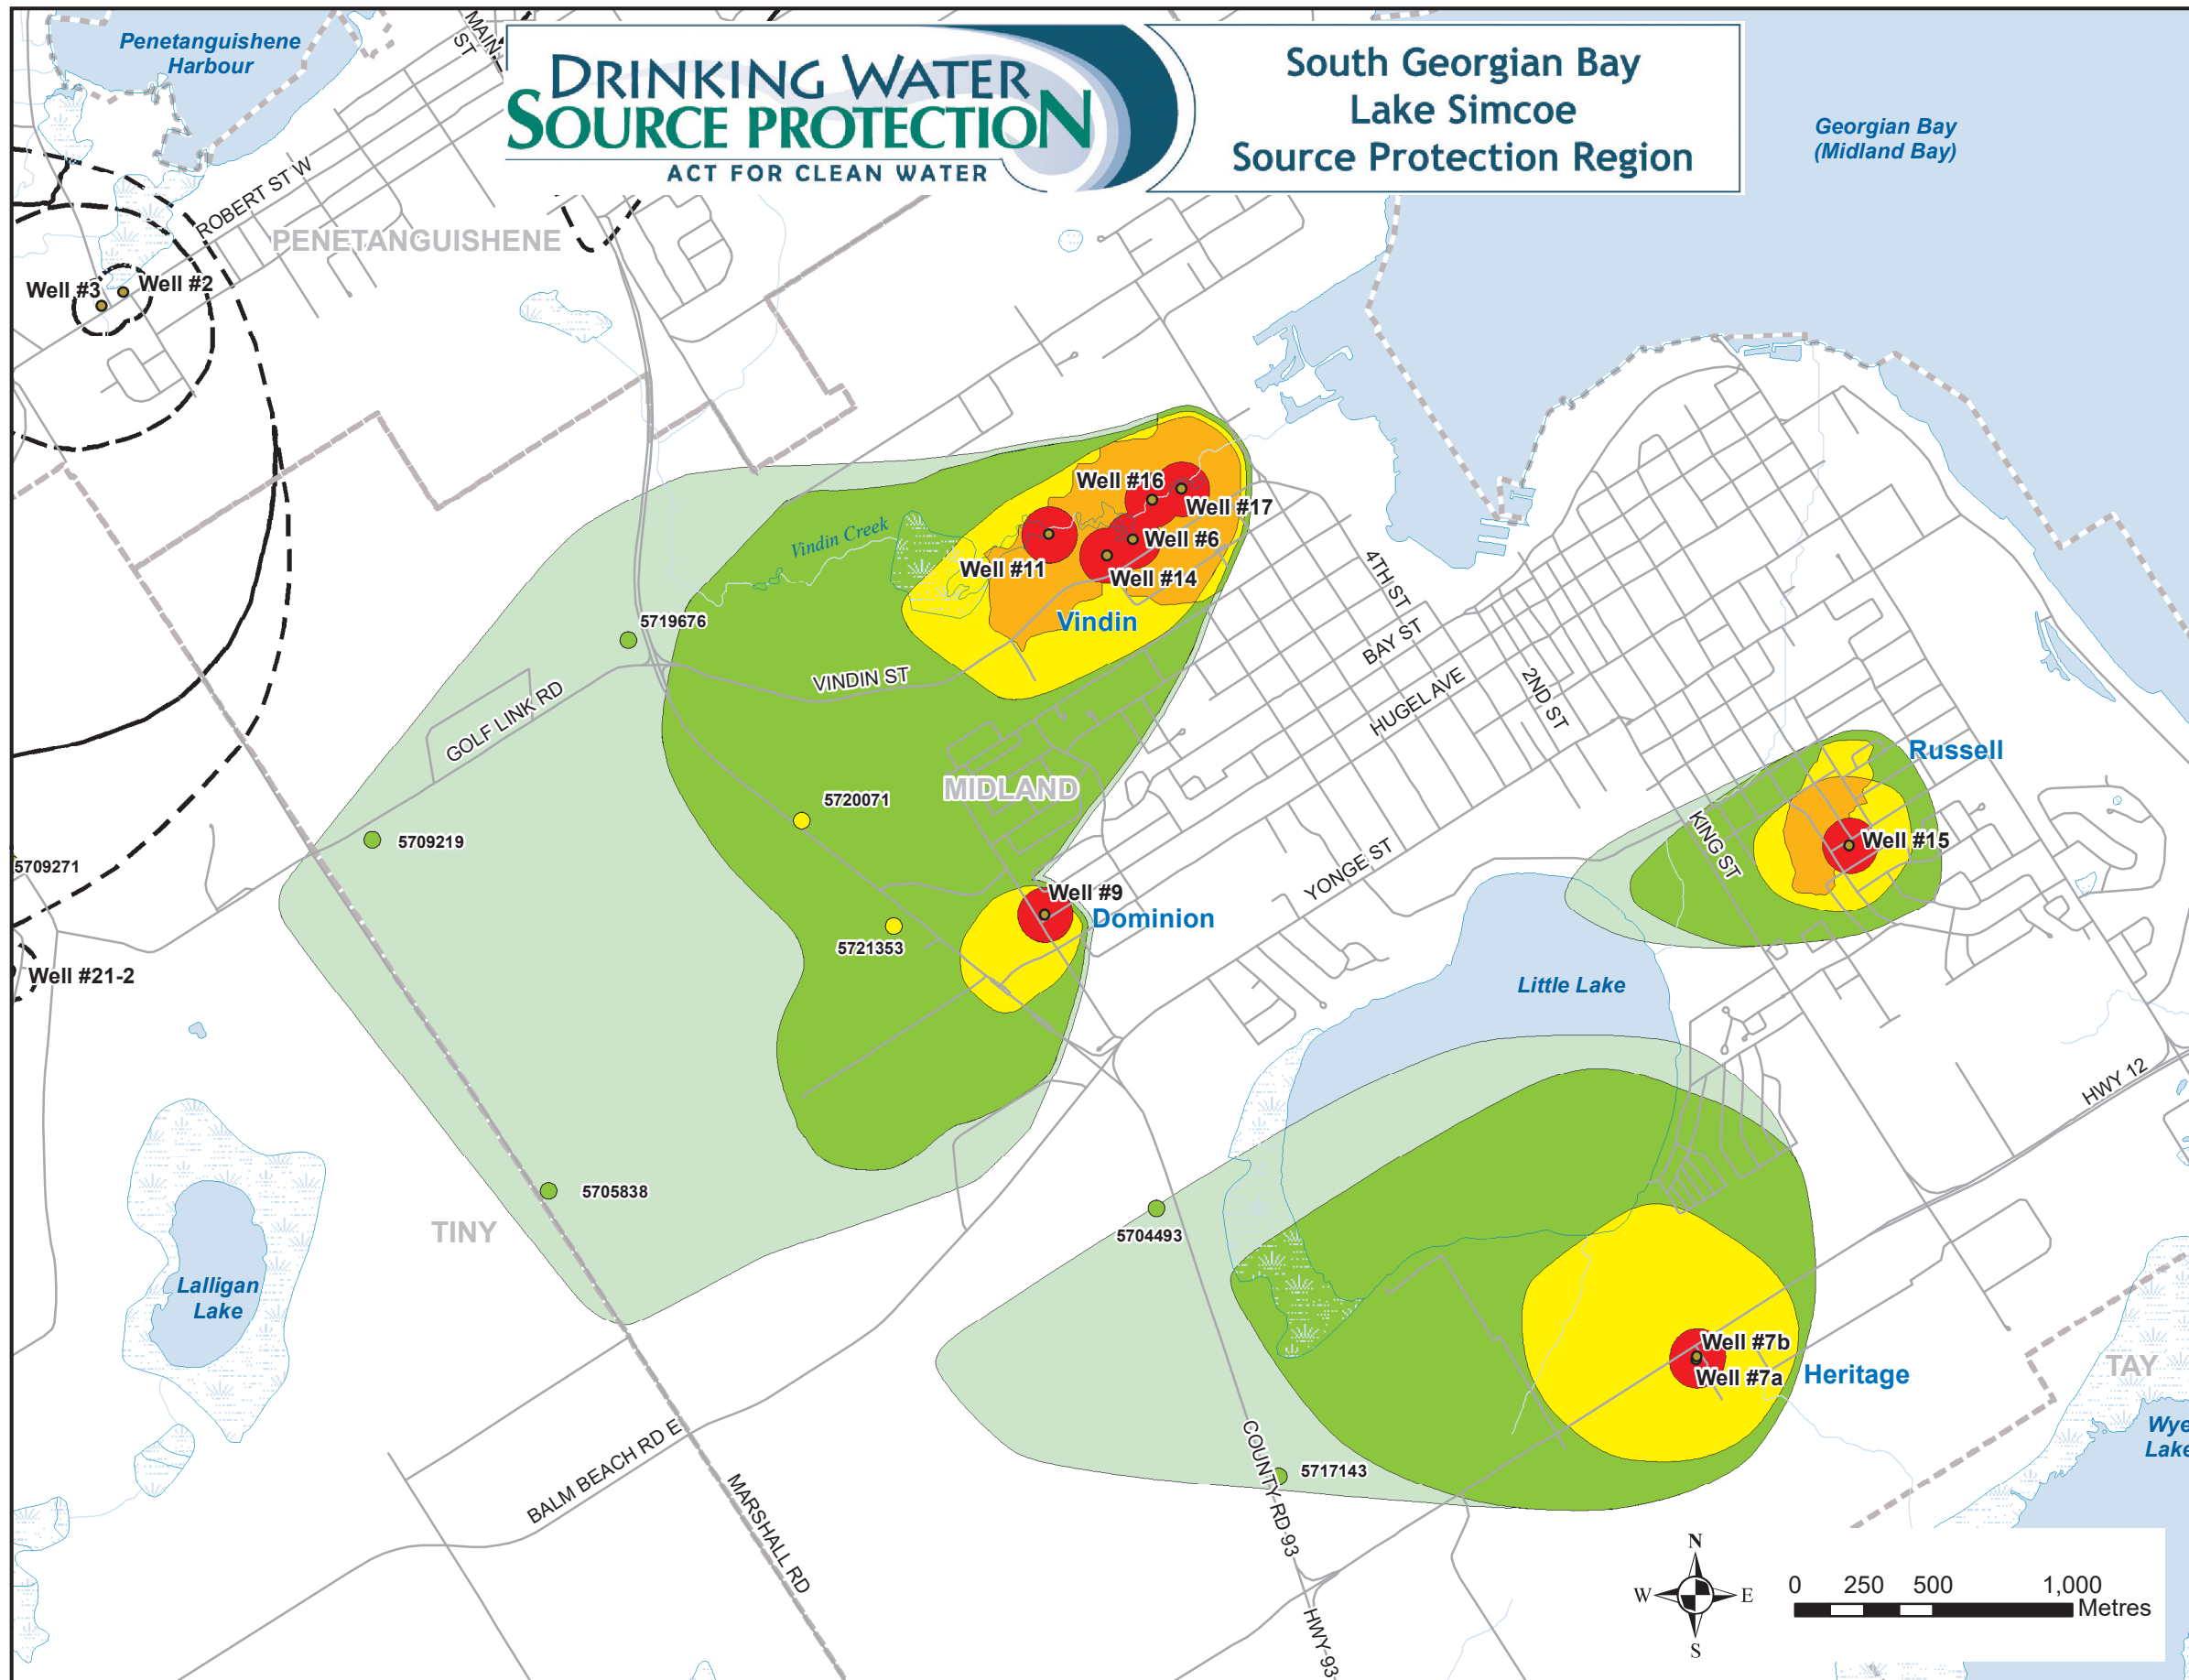 Penetanguishene
Harbour
MAIN
ST
DRINKING WATER
SOURCE PROTECTION
ACT FOR CLEAN WATER
South Georgian Bay
Lake Simcoe
Source Protection Region
Georgian Bay
(Midland Bay)
ROBERT ST W
PENETANGUISHENE
Well #3
Well #2
Well #16
Well #17
Vindin Creek
Well #6
Well #11
Well #14
4TH ST
Vindin
5719676
BAY ST
VINDIN ST
HUGEL AVE
2ND ST
GOLF LINK RD
Russell
MIDLAND
5720071
5709219
KING ST
Well #15
5709271
YONGE ST
Well #9
Dominion
5721353
Well #21-2
Little Lake
HWY 12
5705838
TINY
5704493
Lalligan
Lake
Well #7b
Well #7a
Heritage
TAY
Wye
Lake
BALM BEACH RD E
MARSHALL RD
COUNTY RD 93
5717143
HWY 93
N
W
E
S
0 250 500 1,000
Metres